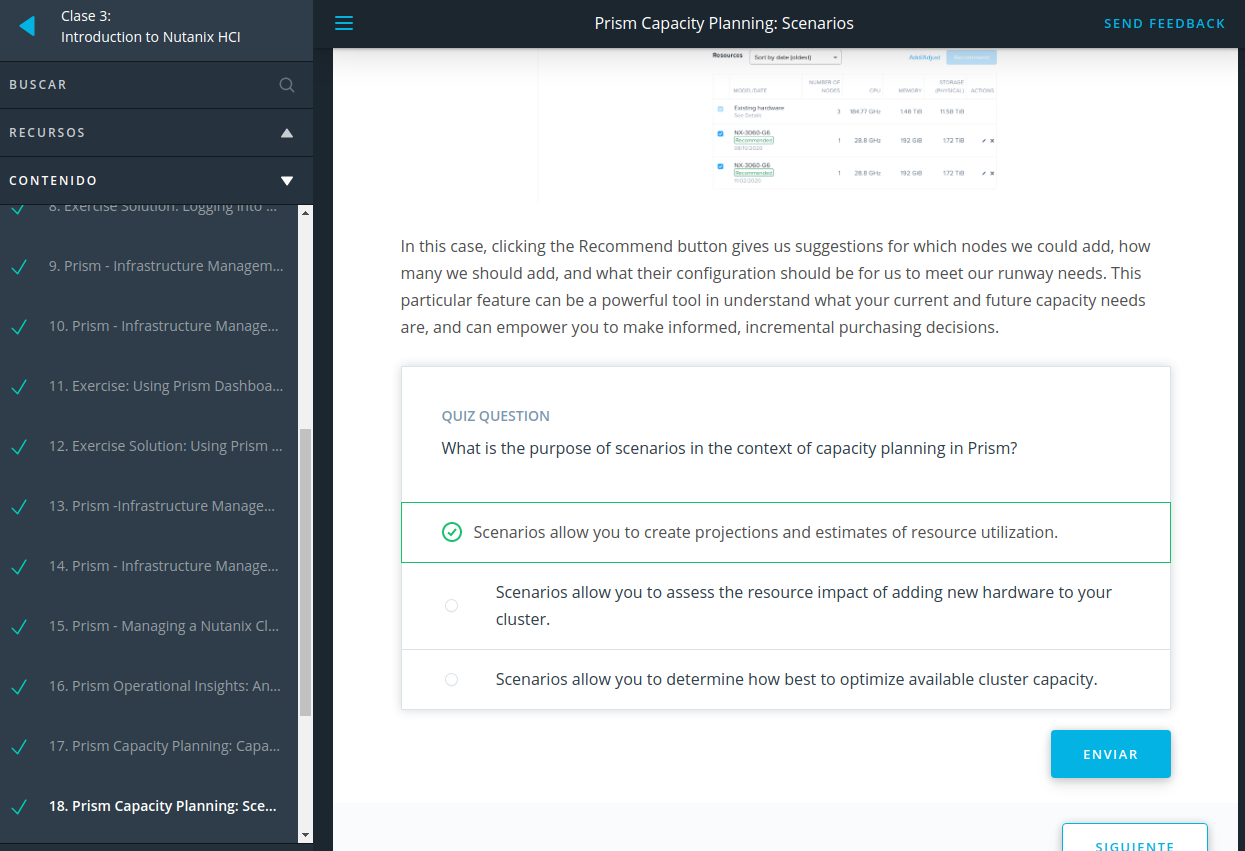 Clase 3:
Introduction to Nutanix HCI
Prism Capacity Planning: Scenarios
SEND FEEDBACK
BUSCAR
RECURSOS
CONTENIDO
8. Exercise Solution: Logging into ...
9. Prism - Infrastructure Managem...
10. Prism - Infrastructure Manage...
11. Exercise: Using Prism Dashboa...
12. Exercise Solution: Using Prism ...
13. Prism -Infrastructure Manage...
14. Prism - Infrastructure Manage...
15. Prism - Managing a Nutanix Cl...
16. Prism Operational Insights: An...
17. Prism Capacity Planning: Capa...
18. Prism Capacity Planning: Sce...
Resources Sort by date (oldest) Add/Adjust Recommend
MODEL/DATE NUMBER OF NODES CPU MEMORY STORAGE (PHYSICAL) ACTIONS
Existing hardware 3 184.77 GHz 1.48 TiB 11.58 TiB
See Details
NX-3060-G6 1 28.8 GHz 192 GiB 1.72 TiB
Recommended
NX-3060-G6 1 28.8 GHz 192 GiB 1.72 TiB
Recommended
11/02/2020
In this case, clicking the Recommend button gives us suggestions for which nodes we could add, how
many we should add, and what their configuration should be for us to meet our runway needs. This
particular feature can be a powerful tool in understand what your current and future capacity needs
are, and can empower you to make informed, incremental purchasing decisions.
QUIZ QUESTION
What is the purpose of scenarios in the context of capacity planning in Prism?
Scenarios allow you to create projections and estimates of resource utilization.
Scenarios allow you to assess the resource impact of adding new hardware to your
cluster.
Scenarios allow you to determine how best to optimize available cluster capacity.
ENVIAR
SIGUIENTE